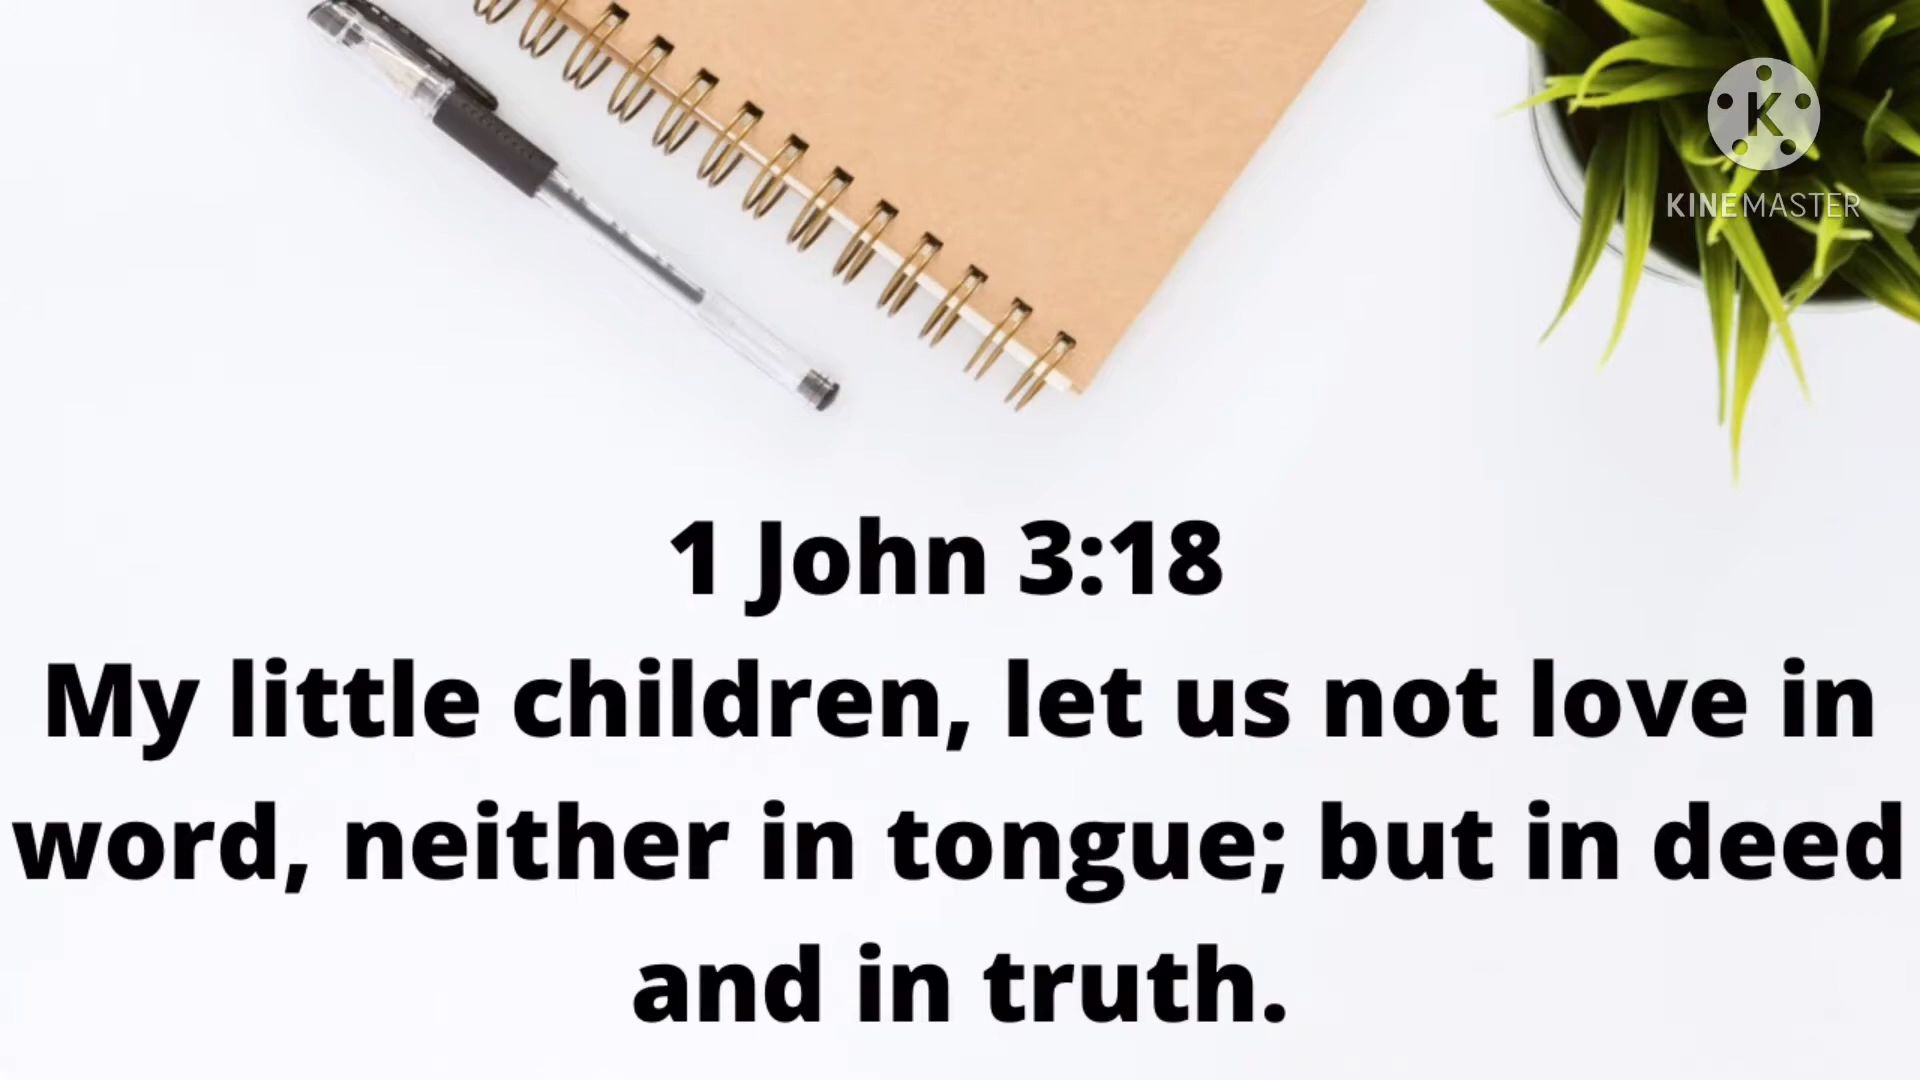 K
KINEMASTER
1 John 3:18
My little children, let us not love in
word, neither in tongue; but in deed
and in truth.